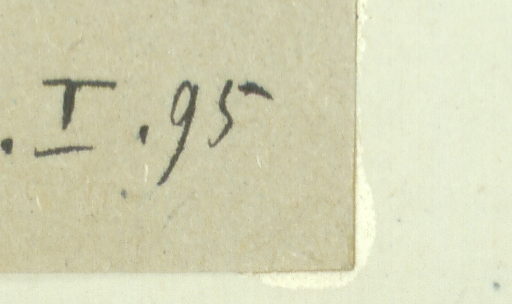 . I . 95